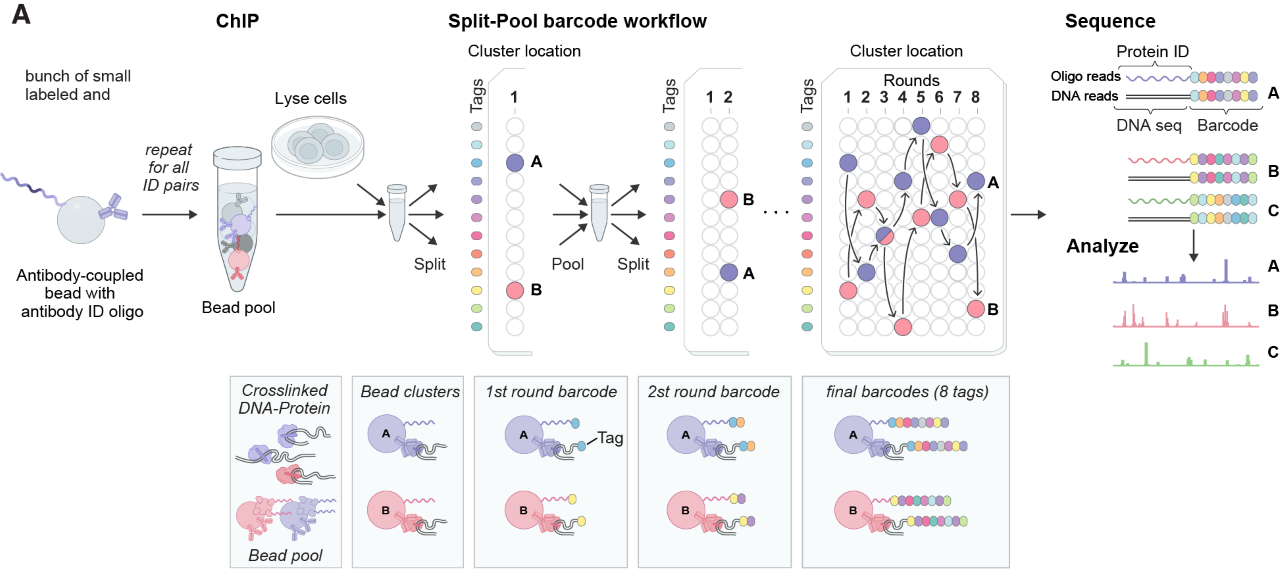 A
ChIP
Split-Pool barcode workflow
Sequence
bunch of small
labeled and
repeat
for all
ID pairs
Antibody-coupled
bead with
antibody ID oligo
Bead pool
Lyse cells
Split
Cluster location
Tags
1
A
B
Pool
Split
Tags
1 2
B
A
. . .
Cluster location
Rounds
Tags
1 2 3 4 5 6 7 8
A
B
Protein ID
Oligo reads
DNA reads
A
DNA seq
Barcode
B
C
Analyze
A
B
C
Crosslinked
DNA-Protein
Bead pool
Bead clusters
A
B
1st round barcode
A
Tag
B
2nd round barcode
A
B
final barcodes (8 tags)
A
B